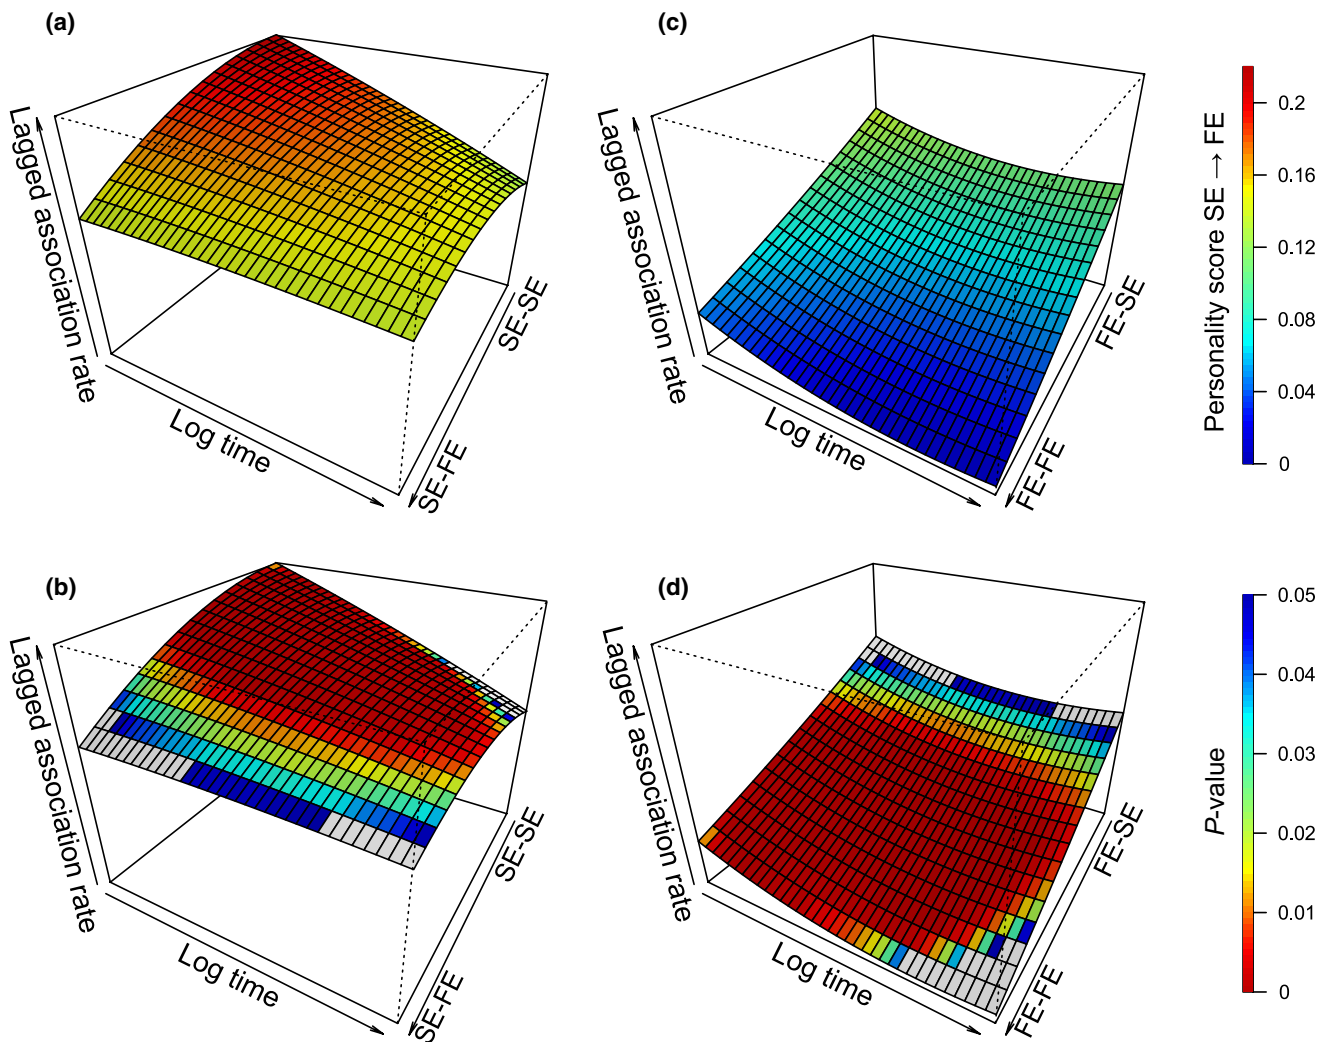 (a)
Lagged association rate
Log time
SE-SE
SE-FE
(c)
Lagged association rate
Log time
FE-SE
FE-FE
Personality score SE → FE
0.2
0.16
0.12
0.08
0.04
0
(b)
Lagged association rate
Log time
SE-SE
SE-FE
(d)
Lagged association rate
Log time
FE-SE
FE-FE
P-value
0.05
0.04
0.03
0.02
0.01
0